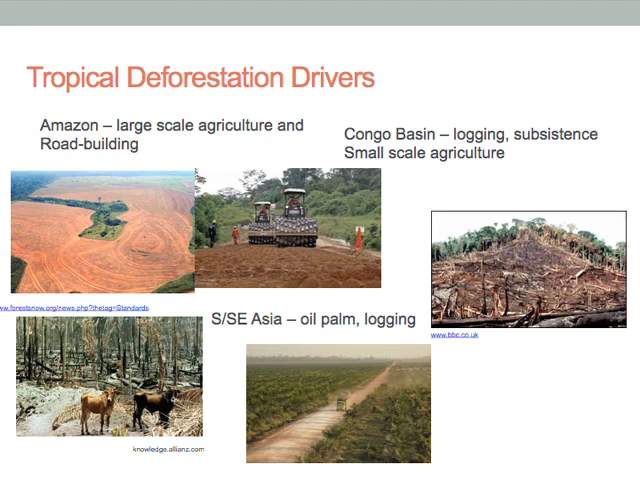 Tropical Deforestation Drivers
Amazon – large scale agriculture and
Road-building
Congo Basin – logging, subsistence
Small scale agriculture
ww.forestsnow.org/news.php?thetag=Standards
S/SE Asia – oil palm, logging
www.bbc.co.uk
knowledge.allianz.com